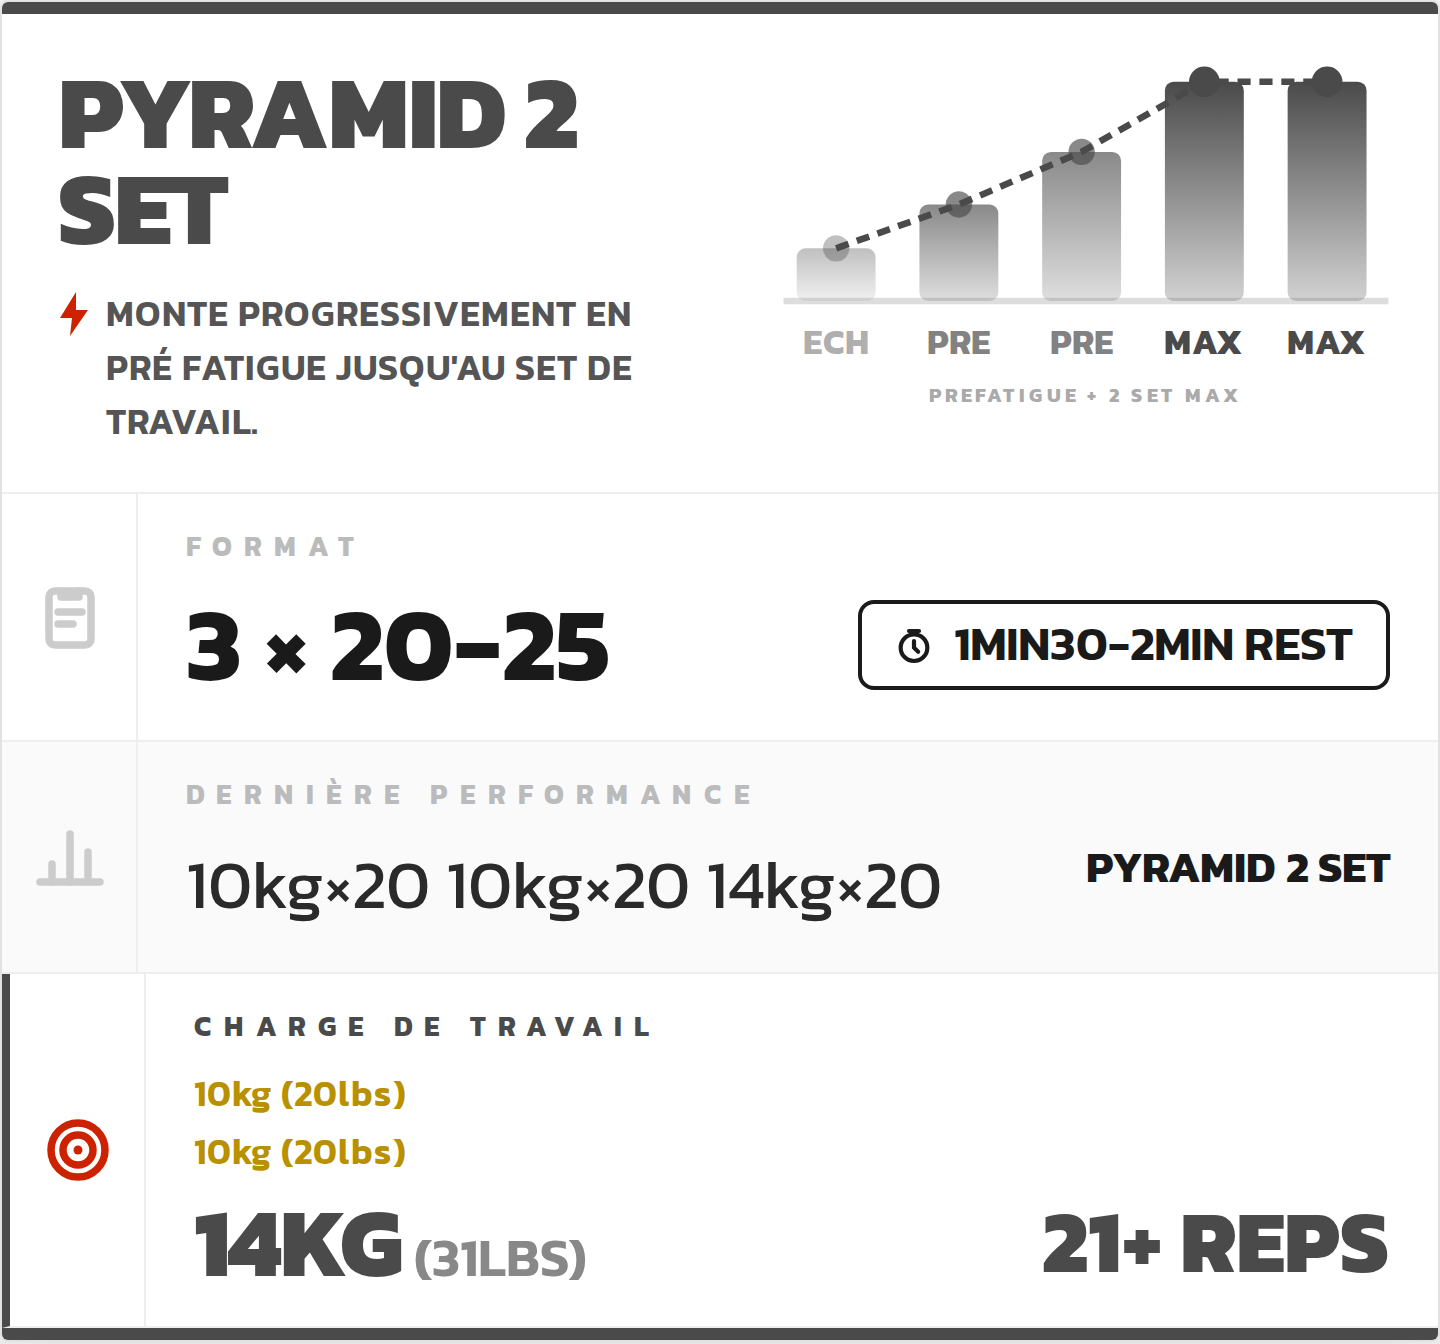 PYRAMID 2
SET
MONTE PROGRESSIVEMENT EN
PRÉ FATIGUE JUSQU'AU SET DE
TRAVAIL.
ECH PRE PRE MAX MAX
PREFATIGUE + 2 SET MAX
FORMAT
3 × 20–25
1MIN30–2MIN REST
DERNIÈRE PERFORMANCE
10kg×20 10kg×20 14kg×20
PYRAMID 2 SET
CHARGE DE TRAVAIL
10kg (20lbs)
10kg (20lbs)
14KG (31LBS)
21+ REPS